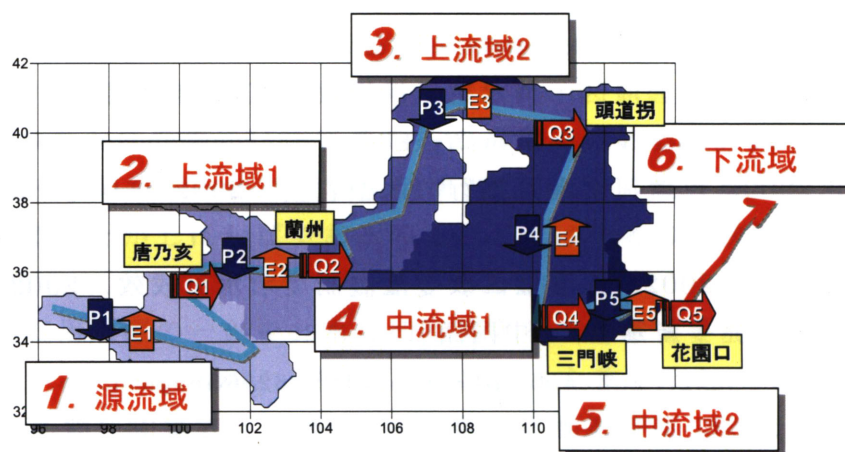 3. 上流域2
42
P3
E3
頭道拐
40
Q3
6. 下流域
2. 上流域1
38
蘭州
唐乃亥
P4
E4
P2
36
E2
Q2
Q1
P5
4. 中流域1
P1
E1
Q4
E5
Q5
34
三門峡
花園口
1. 源流域
32
5. 中流域2
96
98
100
102
104
106
108
110